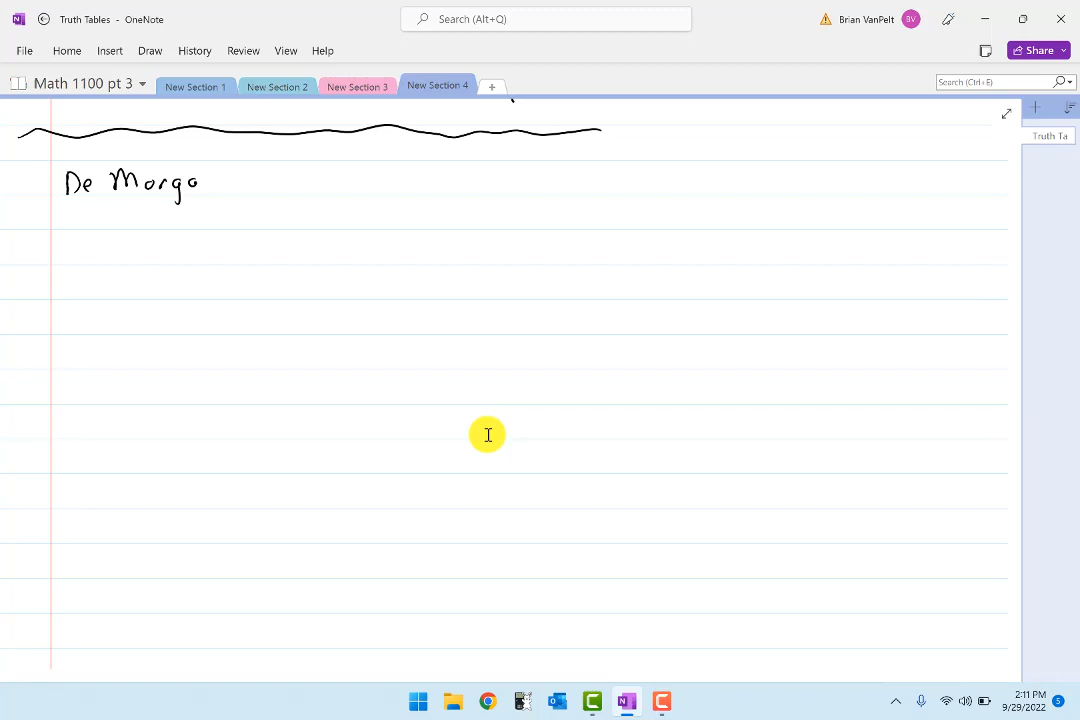 Truth Tables - OneNote
Search (Alt+Q)
Brian VanPelt
BV
File Home Insert Draw History Review View Help
Share
Math 1100 pt 3
New Section 1
New Section 2
New Section 3
New Section 4
Search (Ctrl+E)
Truth Ta
De Morga
2:11 PM
9/29/2022
5